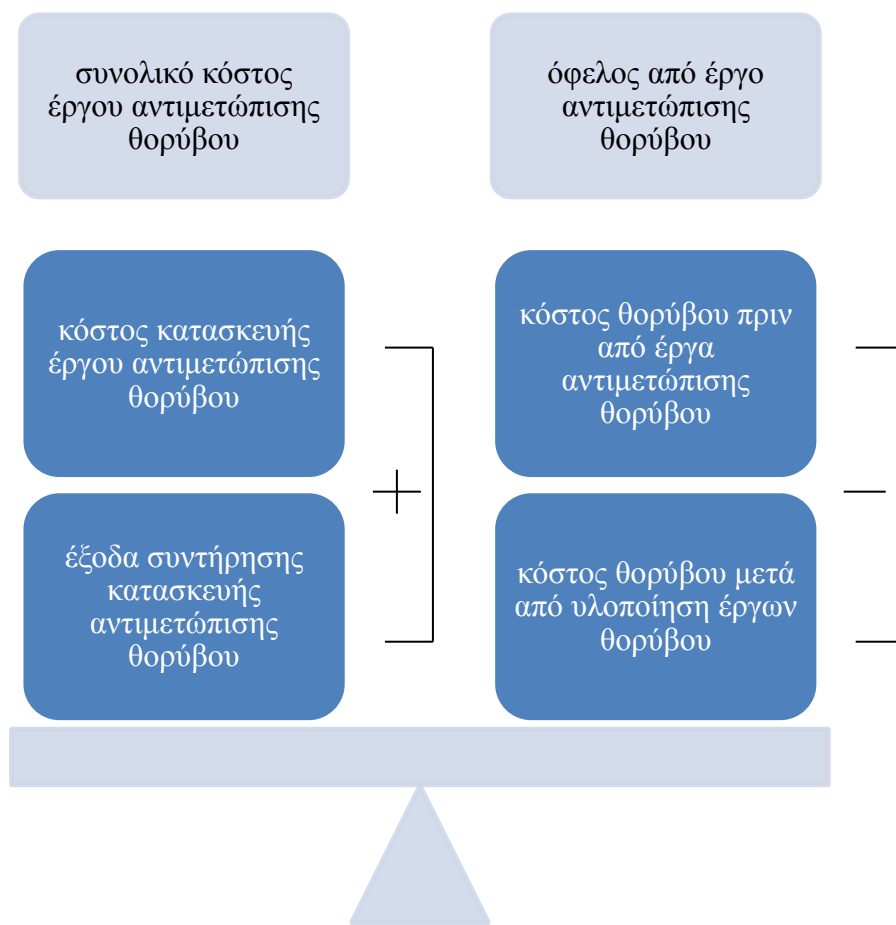 συνολικό κόστος
έργου αντιμετώπισης
θορύβου
όφελος από έργο
αντιμετώπισης
θορύβου
κόστος κατασκευής
έργου αντιμετώπισης
θορύβου
έξοδα συντήρησης
κατασκευής
αντιμετώπισης
θορύβου
κόστος θορύβου πριν
από έργα
αντιμετώπισης
θορύβου
κόστος θορύβου μετά
από υλοποίηση έργων
θορύβου